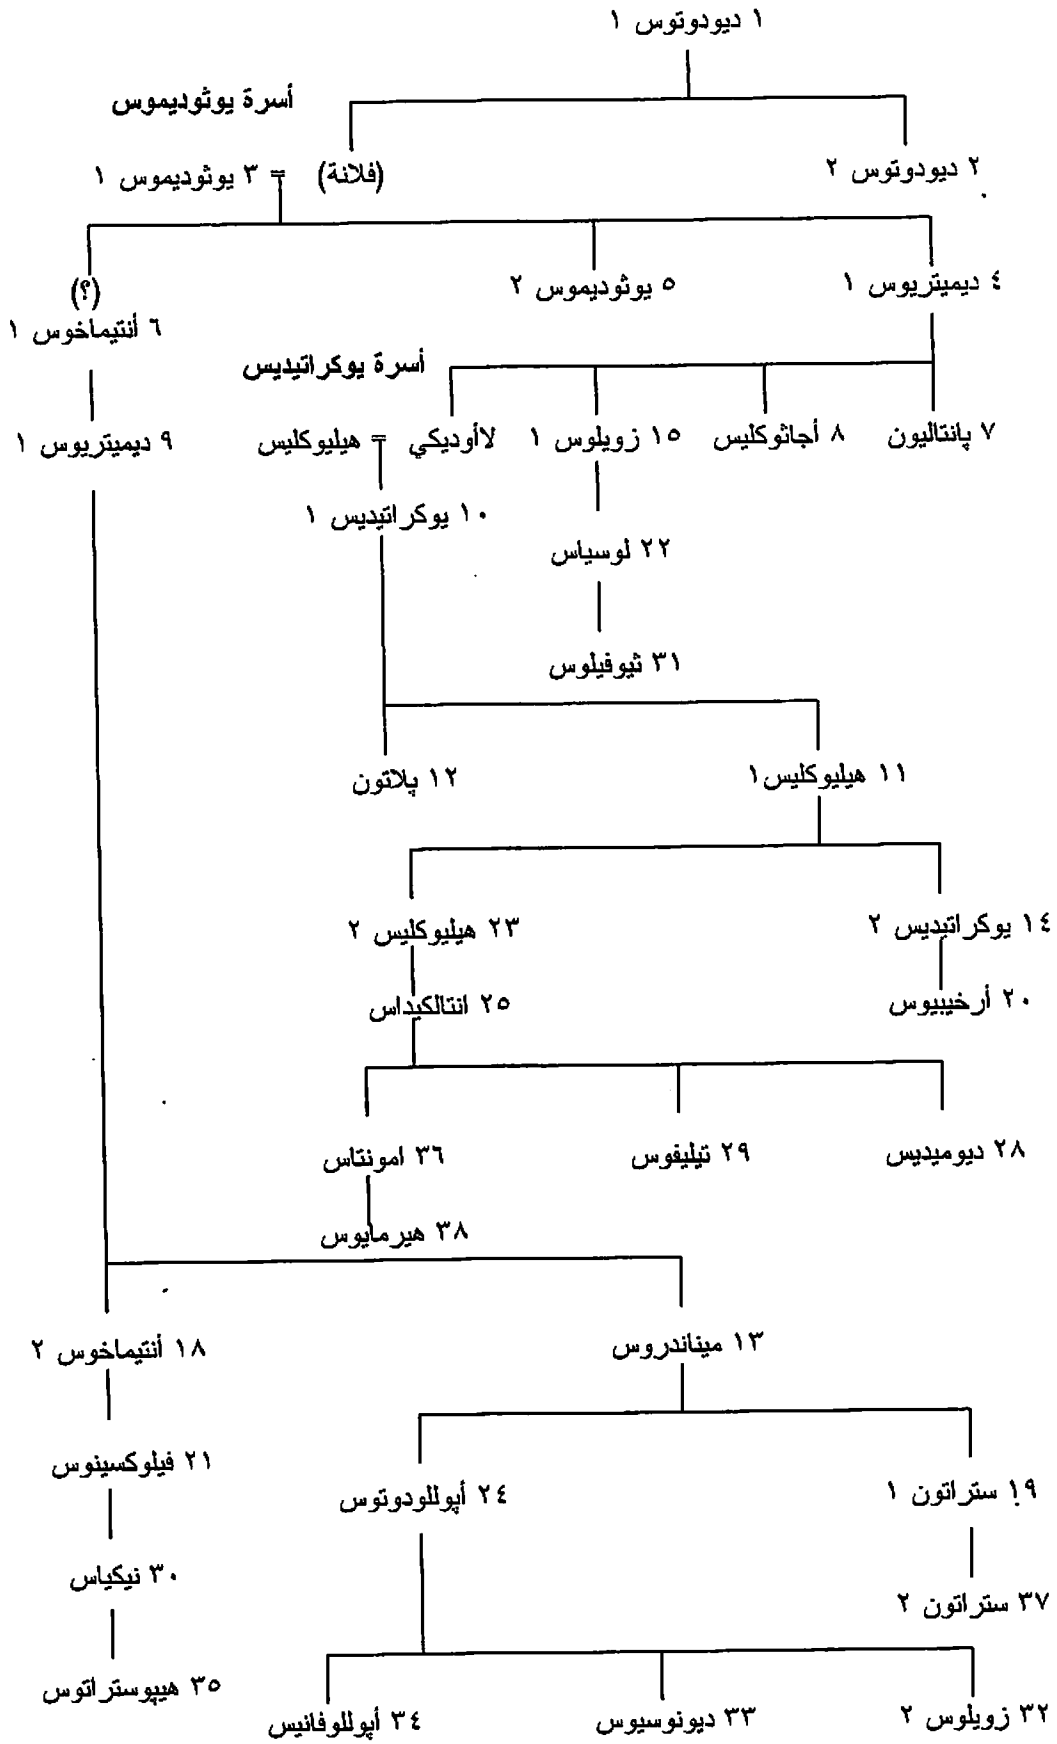 ١ ديودوتوس ١
أسرة يوثوديموس
٢ ديودوتوس ٢
(فلانة) = ٣ يوثوديموس ١
٤ ديميتريوس ١
٥ يوثوديموس ٢
(؟)
٦ أنتيماخوس ١
أسرة يوكراتيديس
٧ پانتاليون
٨ أجاثوكليس
١٥ زويلوس ١
لاأوديكي = هيليوكليس
٩ ديميتريوس ١
١٠ يوكراتيديس ١
٢٢ لوسياس
٣١ ثيوفيلوس
١١ هيليوكليس١
١٢ پلاتون
١٤ يوكراتيديس ٢
٢٣ هيليوكليس ٢
٢٠ أرخيبيوس
٢٥ انتالكيداس
٢٨ ديوميديس
٢٩ تيليفوس
٣٦ امونتاس
٣٨ هيرمايوس
١٣ ميناندروس
١٨ أنتيماخوس ٢
٢١ فيلوكسينوس
١٩ ستراتون ١
٢٤ أپوللودوتوس
٣٠ نيكياس
٣٧ ستراتون ٢
٣٥ هيپوستراتوس
٣٢ زويلوس ٢
٣٣ ديونوسيوس
٣٤ أپوللوفانيس